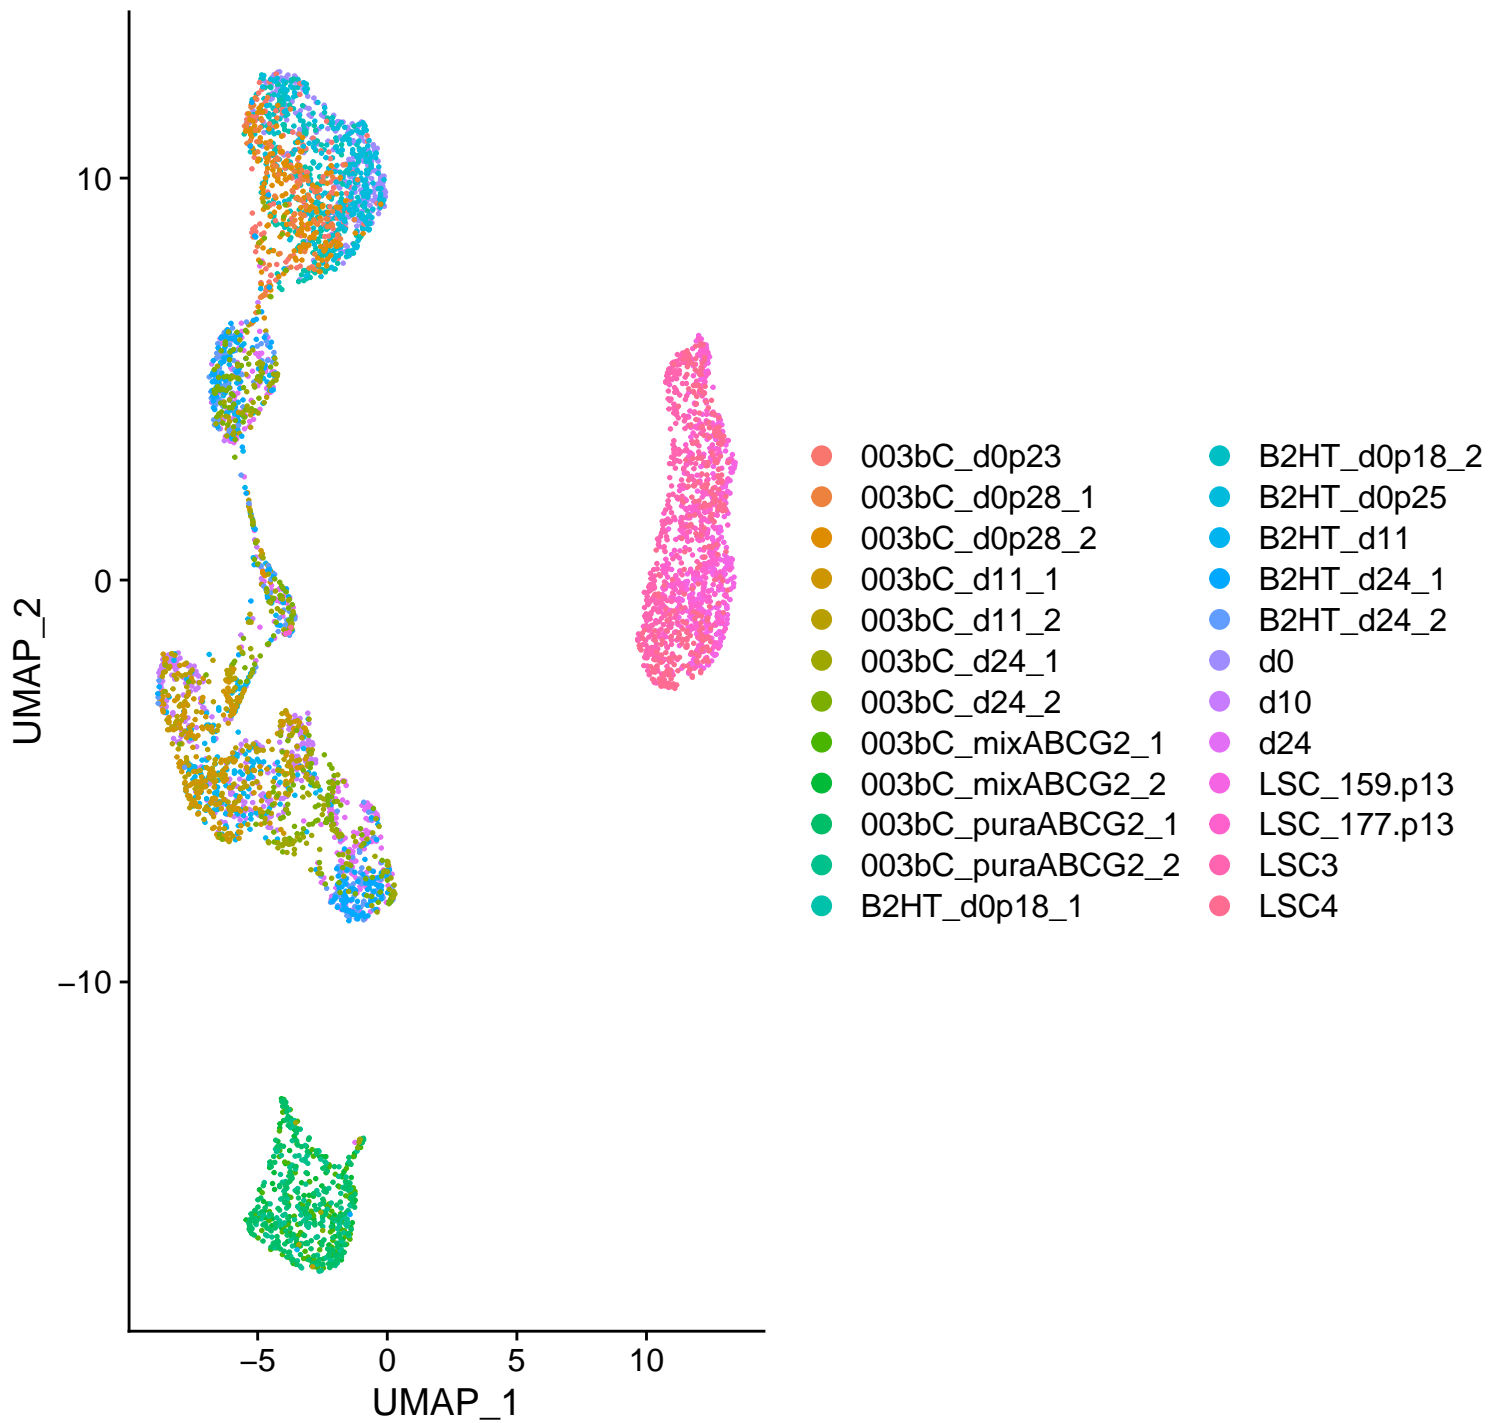 10
0
−10
UMAP_2
−5
0
5
10
UMAP_1
003bC_d0p23
003bC_d0p28_1
003bC_d0p28_2
003bC_d11_1
003bC_d11_2
003bC_d24_1
003bC_d24_2
003bC_mixABCG2_1
003bC_mixABCG2_2
003bC_puraABCG2_1
003bC_puraABCG2_2
B2HT_d0p18_1
B2HT_d0p18_2
B2HT_d0p25
B2HT_d11
B2HT_d24_1
B2HT_d24_2
d0
d10
d24
LSC_159.p13
LSC_177.p13
LSC3
LSC4